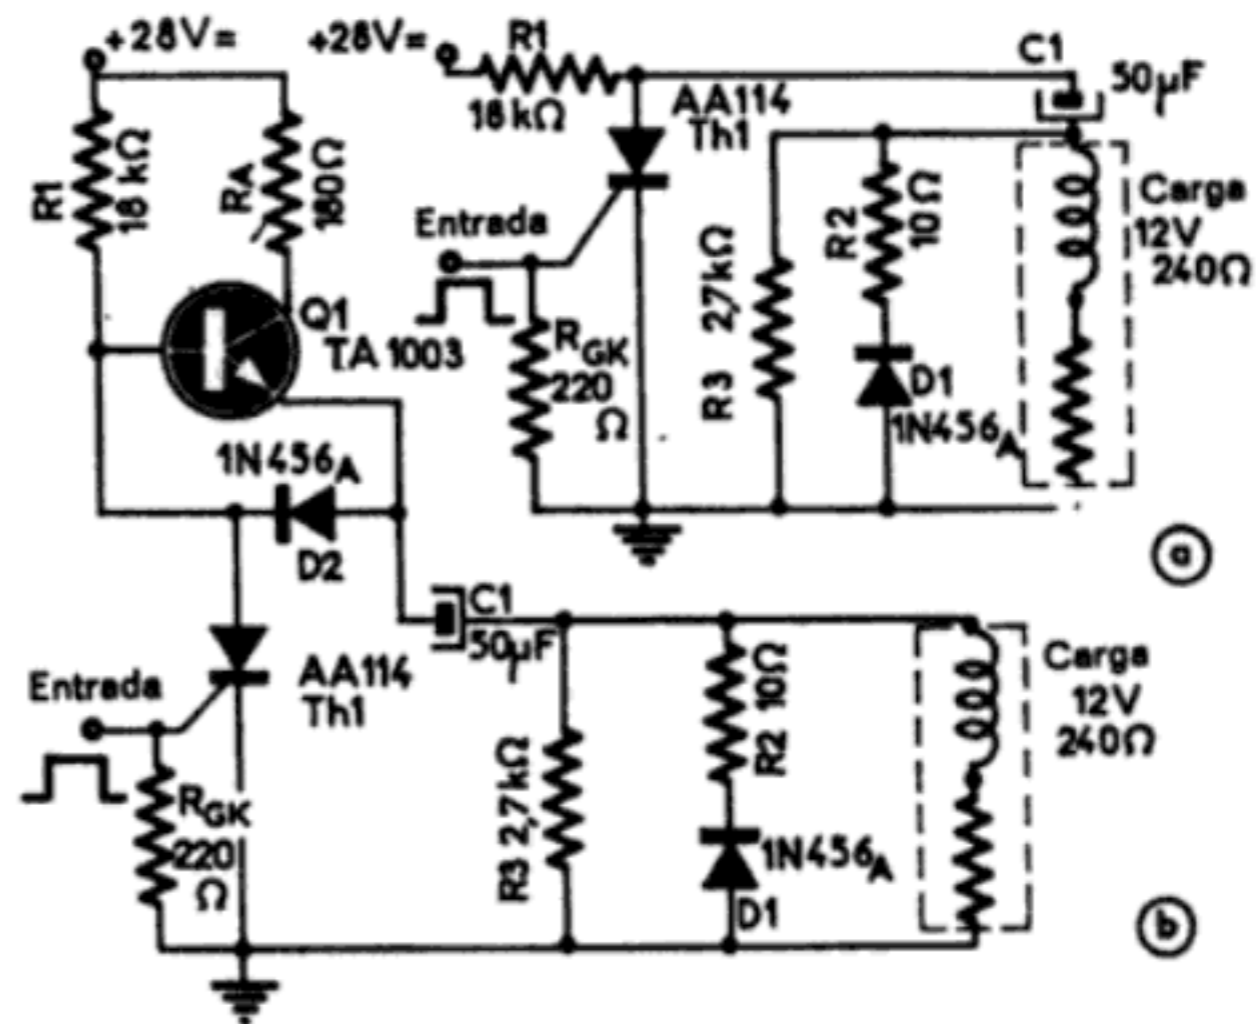 +28V=
R1
18 kΩ
RA
180Ω
Q1
TA 1003
1N456A
D2
Entrada
AA114
Th1
RGK
220
Ω
+28V=
R1
18kΩ
AA114
Th1
Entrada
RGK
220
Ω
R3 2,7kΩ
R2
10Ω
D1
1N456A
C1
50µF
Carga
12V
240Ω
a
C1
50µF
R3 2,7kΩ
R2 10Ω
1N456A
D1
Carga
12V
240Ω
b